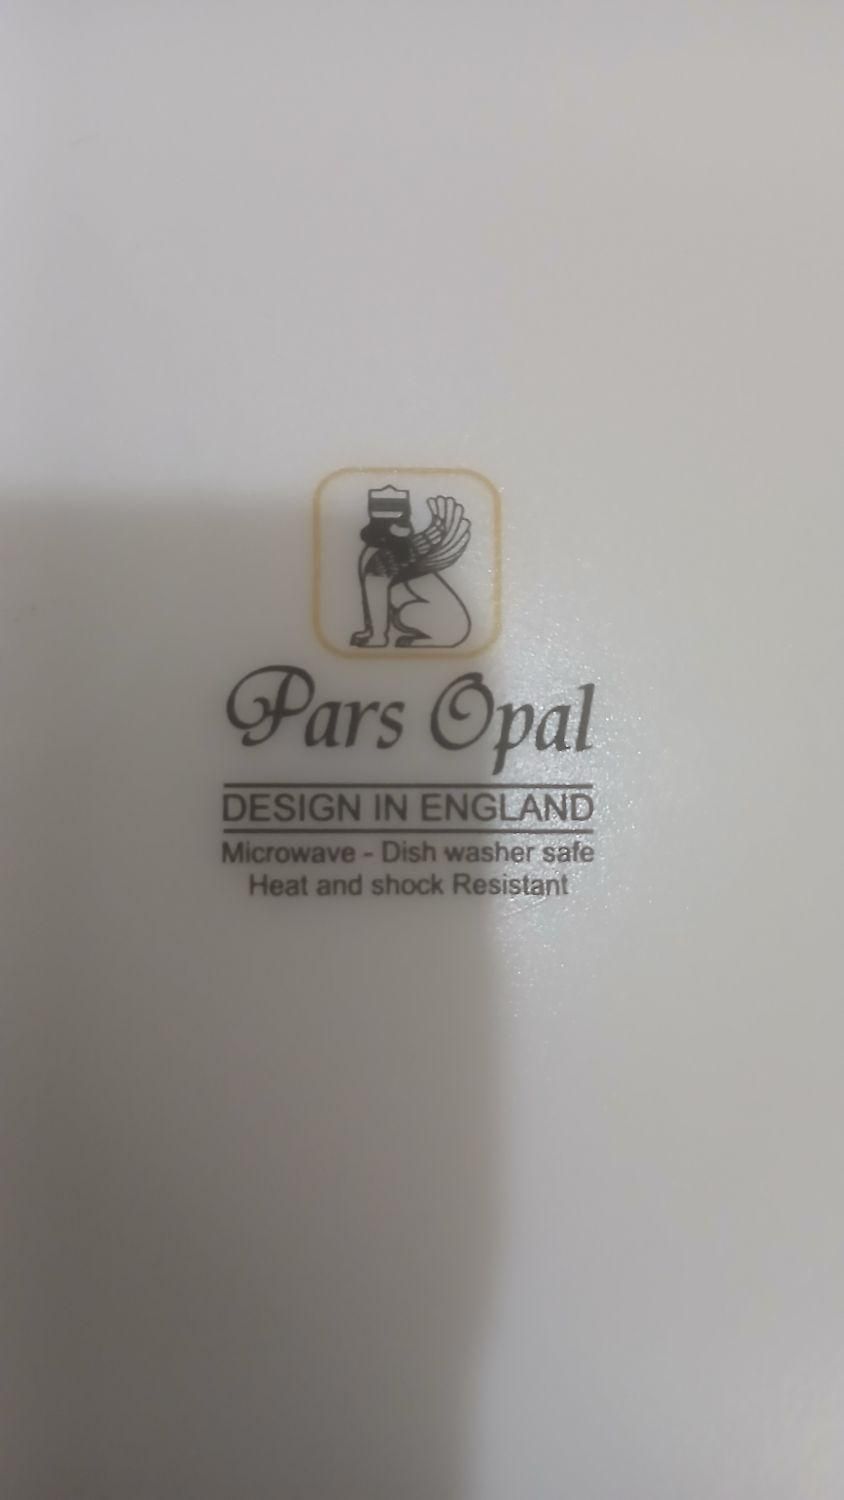 Pars Opal
DESIGN IN ENGLAND
Microwave - Dish washer safe
Heat and shock Resistant